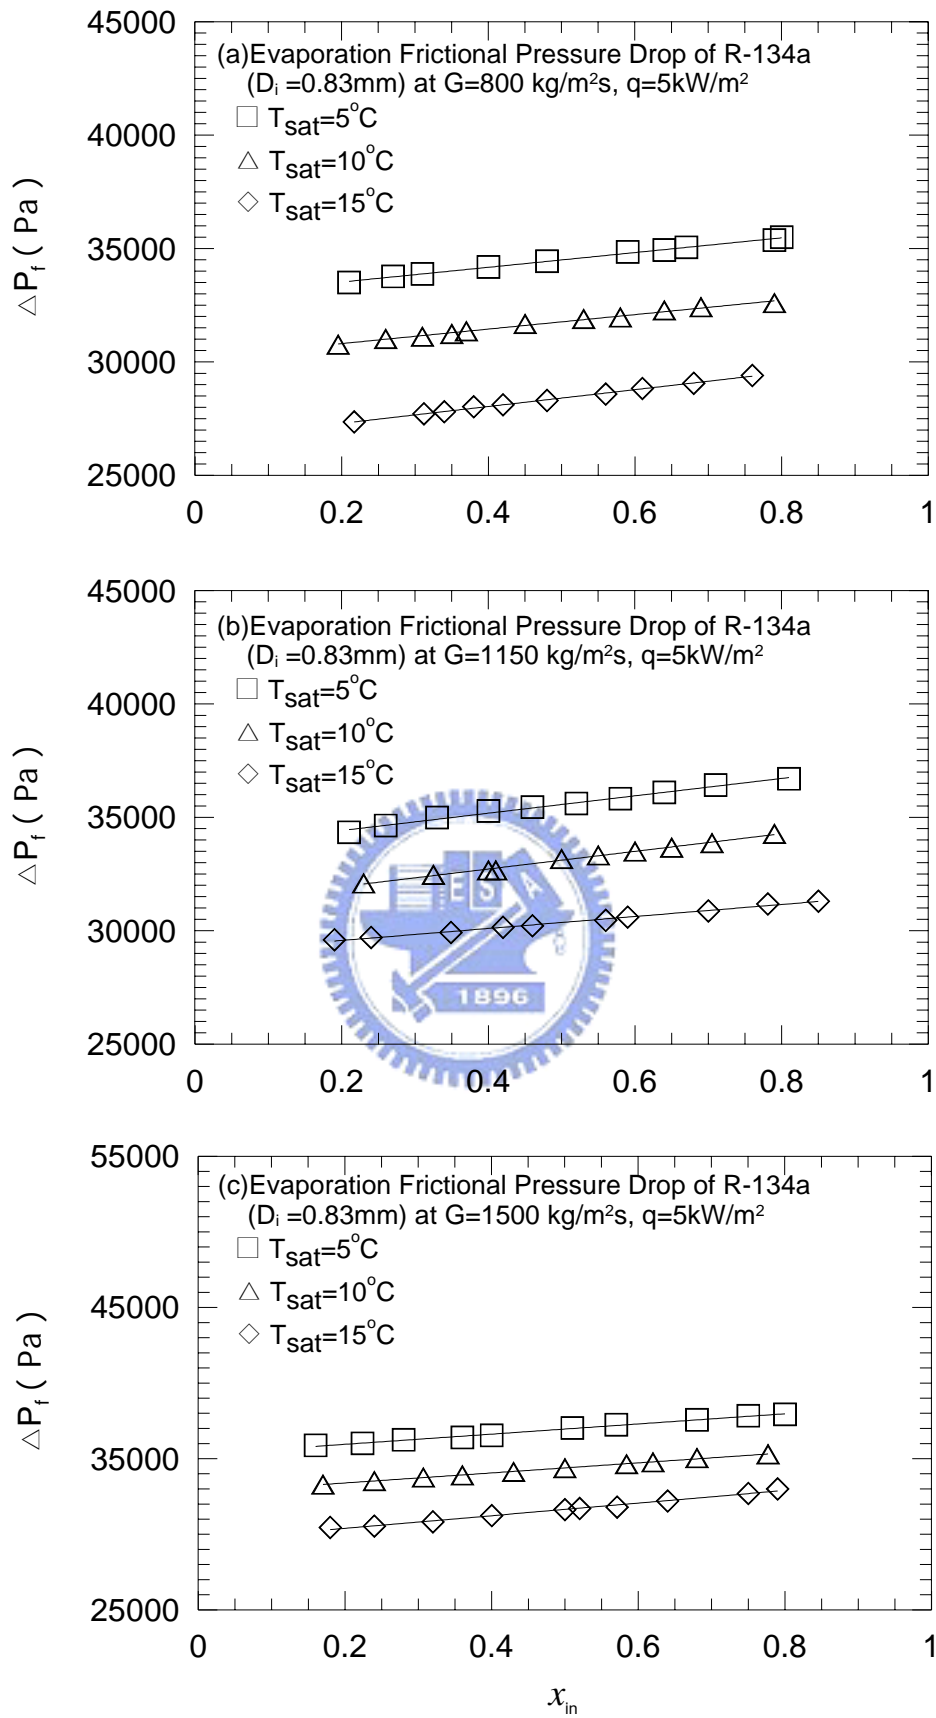 45000
(a)Evaporation Frictional Pressure Drop of R-134a
(Di =0.83mm) at G=800 kg/m²s, q=5kW/m²
Tsat=5°C
40000
Tsat=10°C
Tsat=15°C
△Pf ( Pa )
35000
30000
25000
0 0.2 0.4 0.6 0.8 1
45000
(b)Evaporation Frictional Pressure Drop of R-134a
(Di =0.83mm) at G=1150 kg/m²s, q=5kW/m²
Tsat=5°C
40000
Tsat=10°C
Tsat=15°C
△Pf ( Pa )
35000
E S A
30000
1896
25000
0 0.2 0.4 0.6 0.8 1
55000
(c)Evaporation Frictional Pressure Drop of R-134a
(Di =0.83mm) at G=1500 kg/m²s, q=5kW/m²
Tsat=5°C
Tsat=10°C
45000
Tsat=15°C
△Pf ( Pa )
35000
25000
0 0.2 0.4 0.6 0.8 1
xin